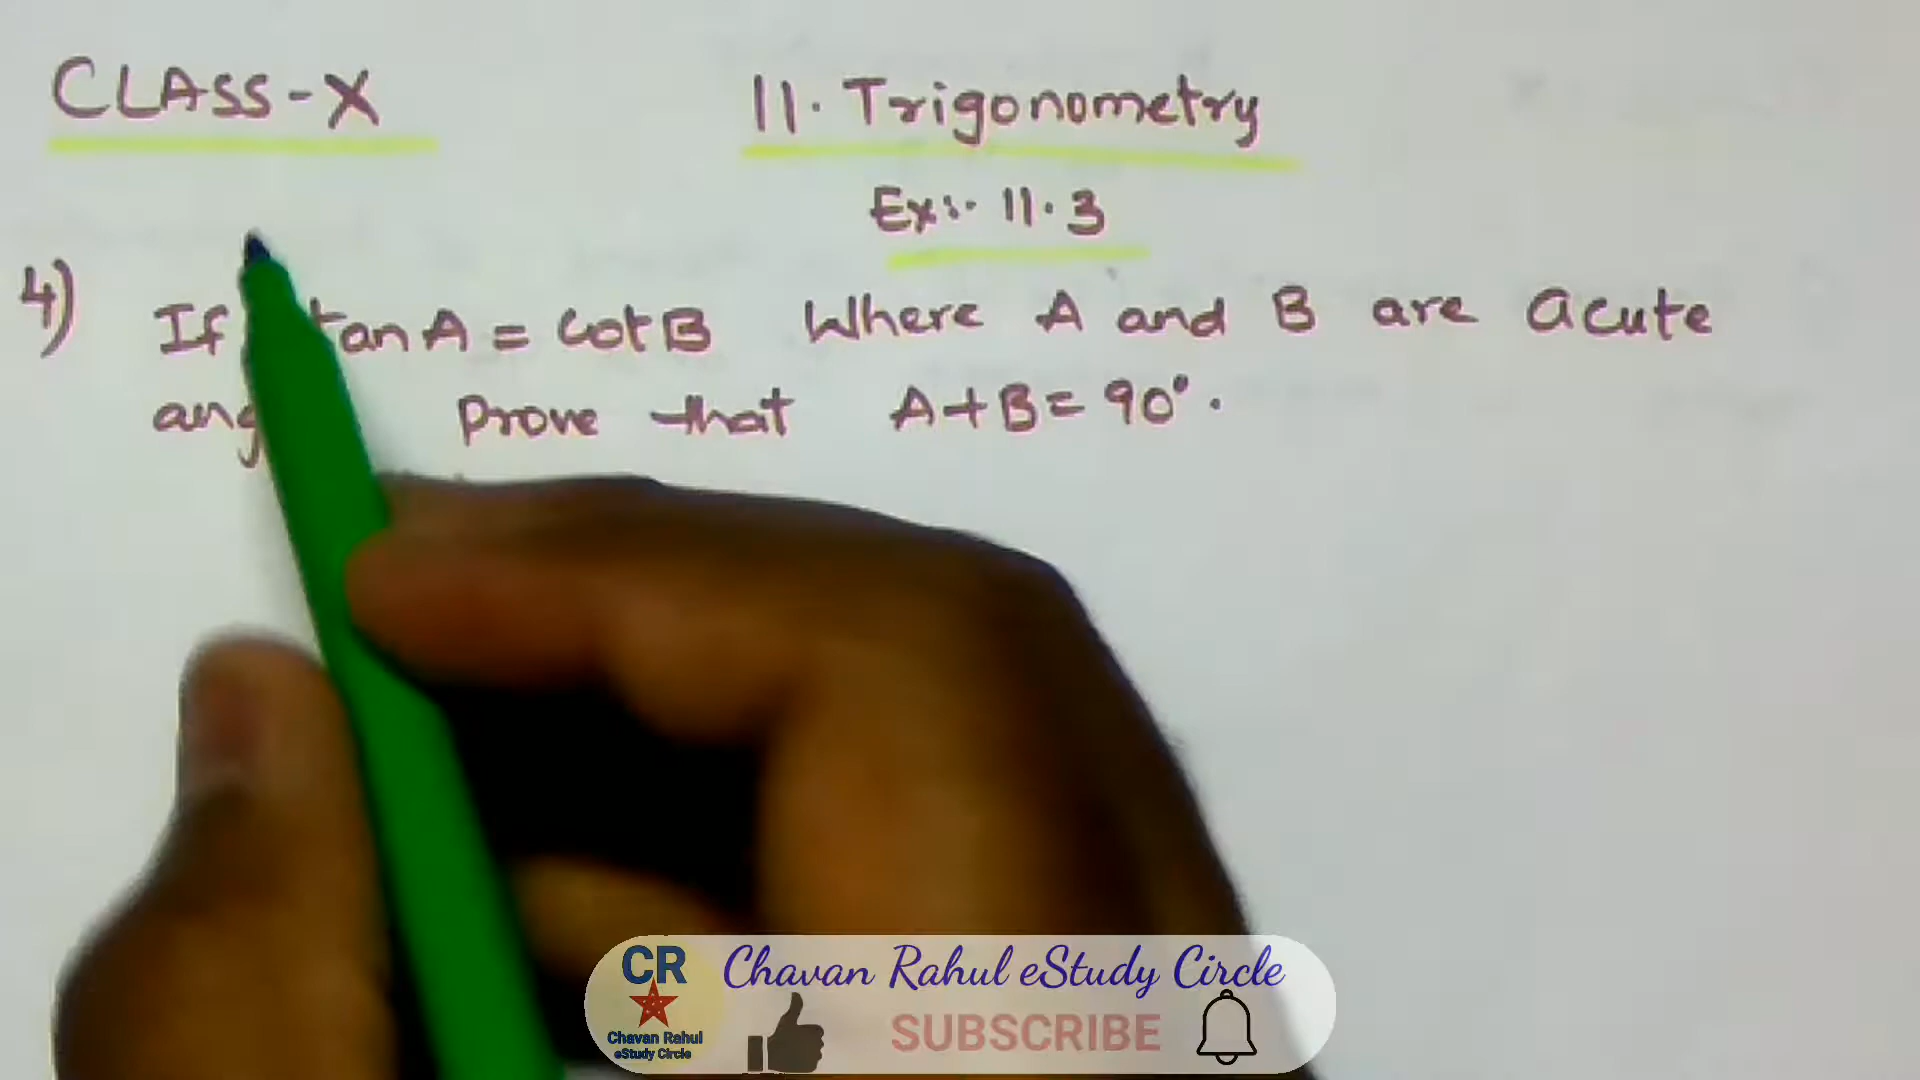 CLASS-X
11. Trigonometry
Ex:- 11.3
4) If tan A = cot B Where A and B are acute
ang Prove that A+B= 90°.
CR
Chavan Rahul
eStudy Circle
Chavan Rahul eStudy Circle
SUBSCRIBE